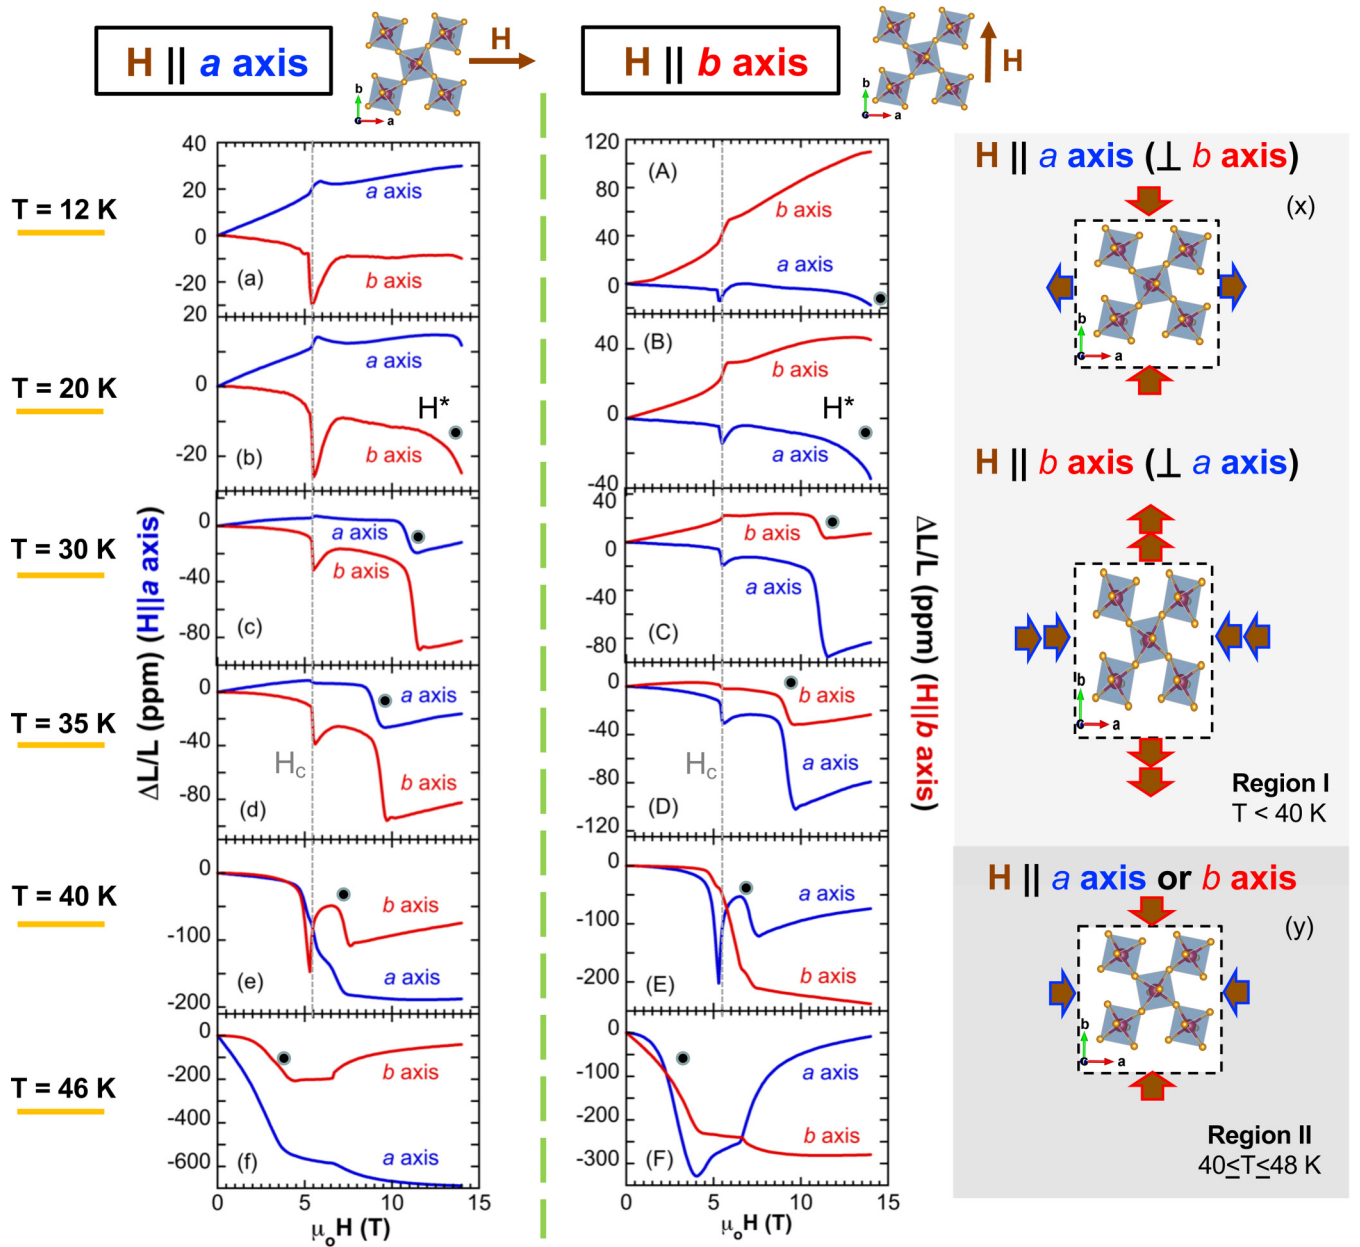 H || a axis
H
b
a
H || b axis
H
b
a
T = 12 K
T = 20 K
T = 30 K
T = 35 K
T = 40 K
T = 46 K
ΔL/L (ppm) (H||a axis)
40
20
0
-20
a axis
b axis
(a)
20
0
-20
a axis
H*
b axis
(b)
0
-40
-80
a axis
b axis
(c)
0
-40
-80
a axis
Hc
b axis
(d)
0
-100
-200
b axis
a axis
(e)
0
-200
-400
-600
b axis
a axis
(f)
0 5 10 15
μoH (T)
120
80
40
0
(A)
b axis
a axis
40
0
-40
(B)
b axis
H*
a axis
40
0
-40
-80
b axis
a axis
(C)
0
-40
-80
-120
b axis
Hc
a axis
(D)
0
-100
-200
a axis
b axis
(E)
0
-100
-200
-300
a axis
b axis
(F)
0 5 10 15
μoH (T)
ΔL/L (ppm) (H||b axis)
H || a axis (⊥ b axis)
(x)
b
a
H || b axis (⊥ a axis)
b
a
Region I
T < 40 K
H || a axis or b axis
(y)
b
a
Region II
40≤T≤48 K